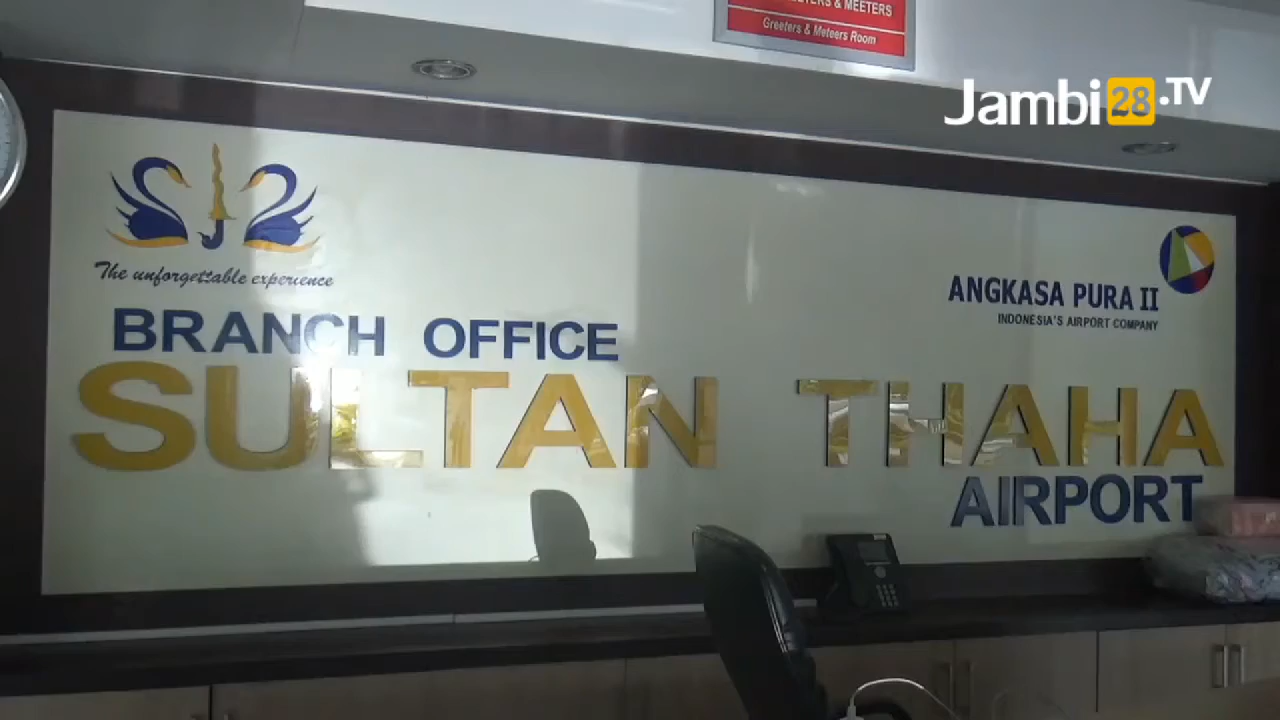 & MEETERS
Greeters & Meteers Room
Jambi28.TV
The unforgettable experience
ANGKASA PURA II
INDONESIA'S AIRPORT COMPANY
BRANCH OFFICE
SULTAN THAHA
AIRPORT